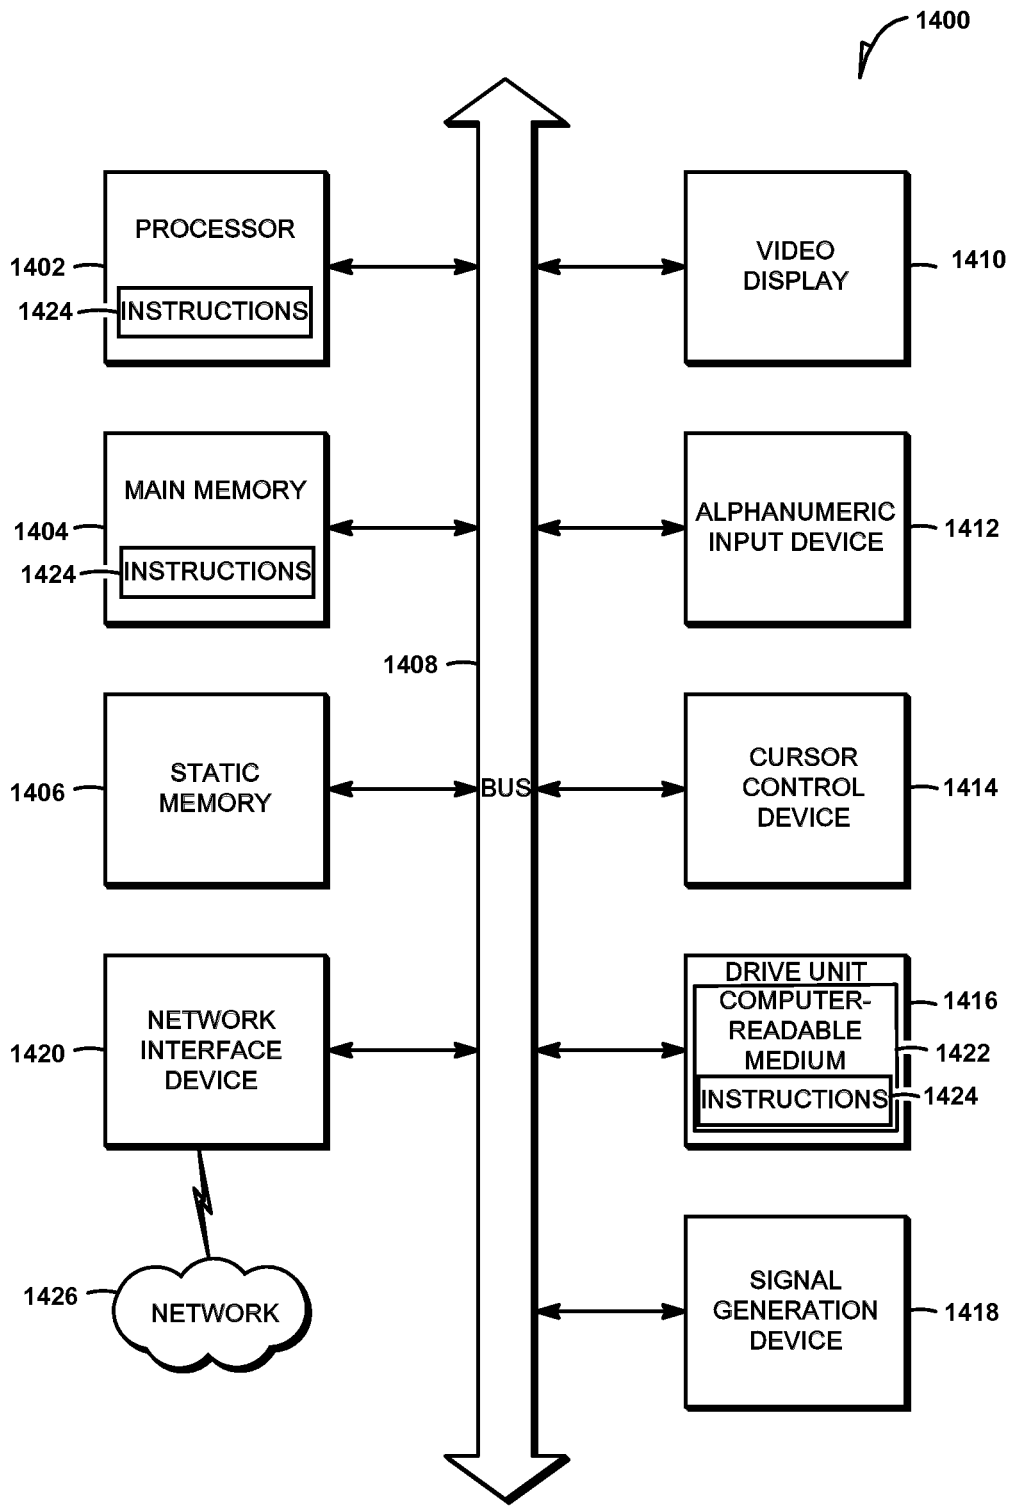 1400
PROCESSOR
1402
1424
INSTRUCTIONS
VIDEO
DISPLAY
1410
MAIN MEMORY
1404
1424
INSTRUCTIONS
ALPHANUMERIC
INPUT DEVICE
1412
1408
STATIC
MEMORY
1406
BUS
CURSOR
CONTROL
DEVICE
1414
NETWORK
INTERFACE
DEVICE
1420
DRIVE UNIT
COMPUTER-
READABLE
MEDIUM
INSTRUCTIONS
1416
1422
1424
1426
NETWORK
SIGNAL
GENERATION
DEVICE
1418